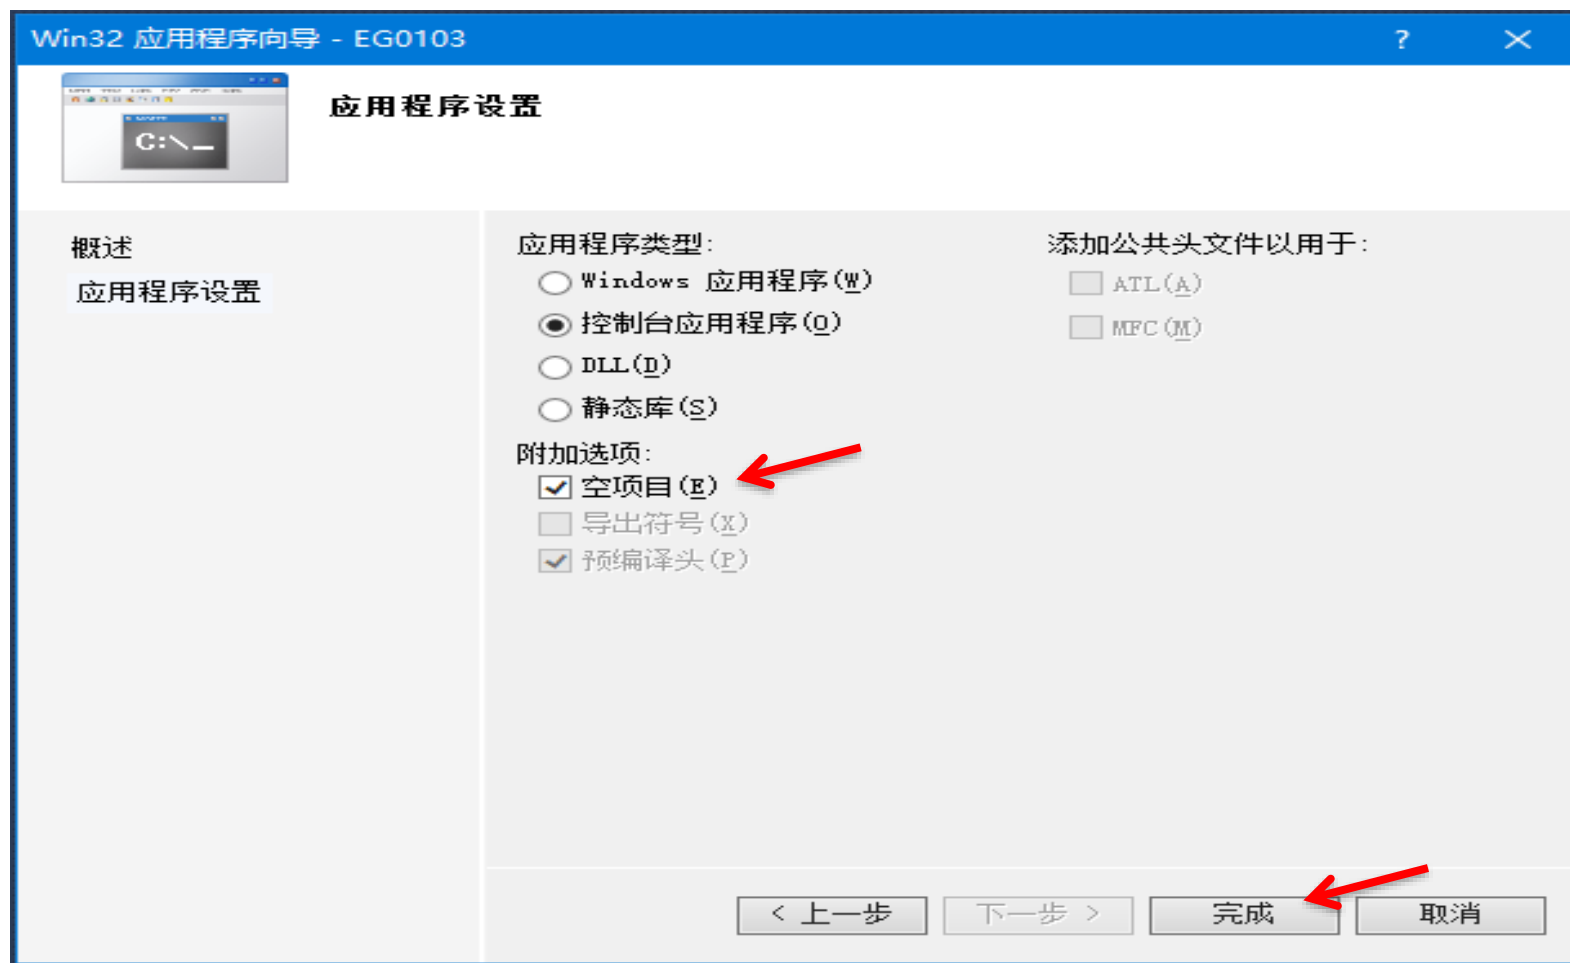 Win32 应用程序向导 - EG0103
?
C:\_
应用程序设置
概述
应用程序设置
应用程序类型:
Windows 应用程序(W)
控制台应用程序(O)
DLL(D)
静态库(S)
附加选项:
空项目(E)
导出符号(X)
预编译头(P)
添加公共头文件以用于:
ATL(A)
MFC(M)
< 上一步
下一步 >
完成
取消